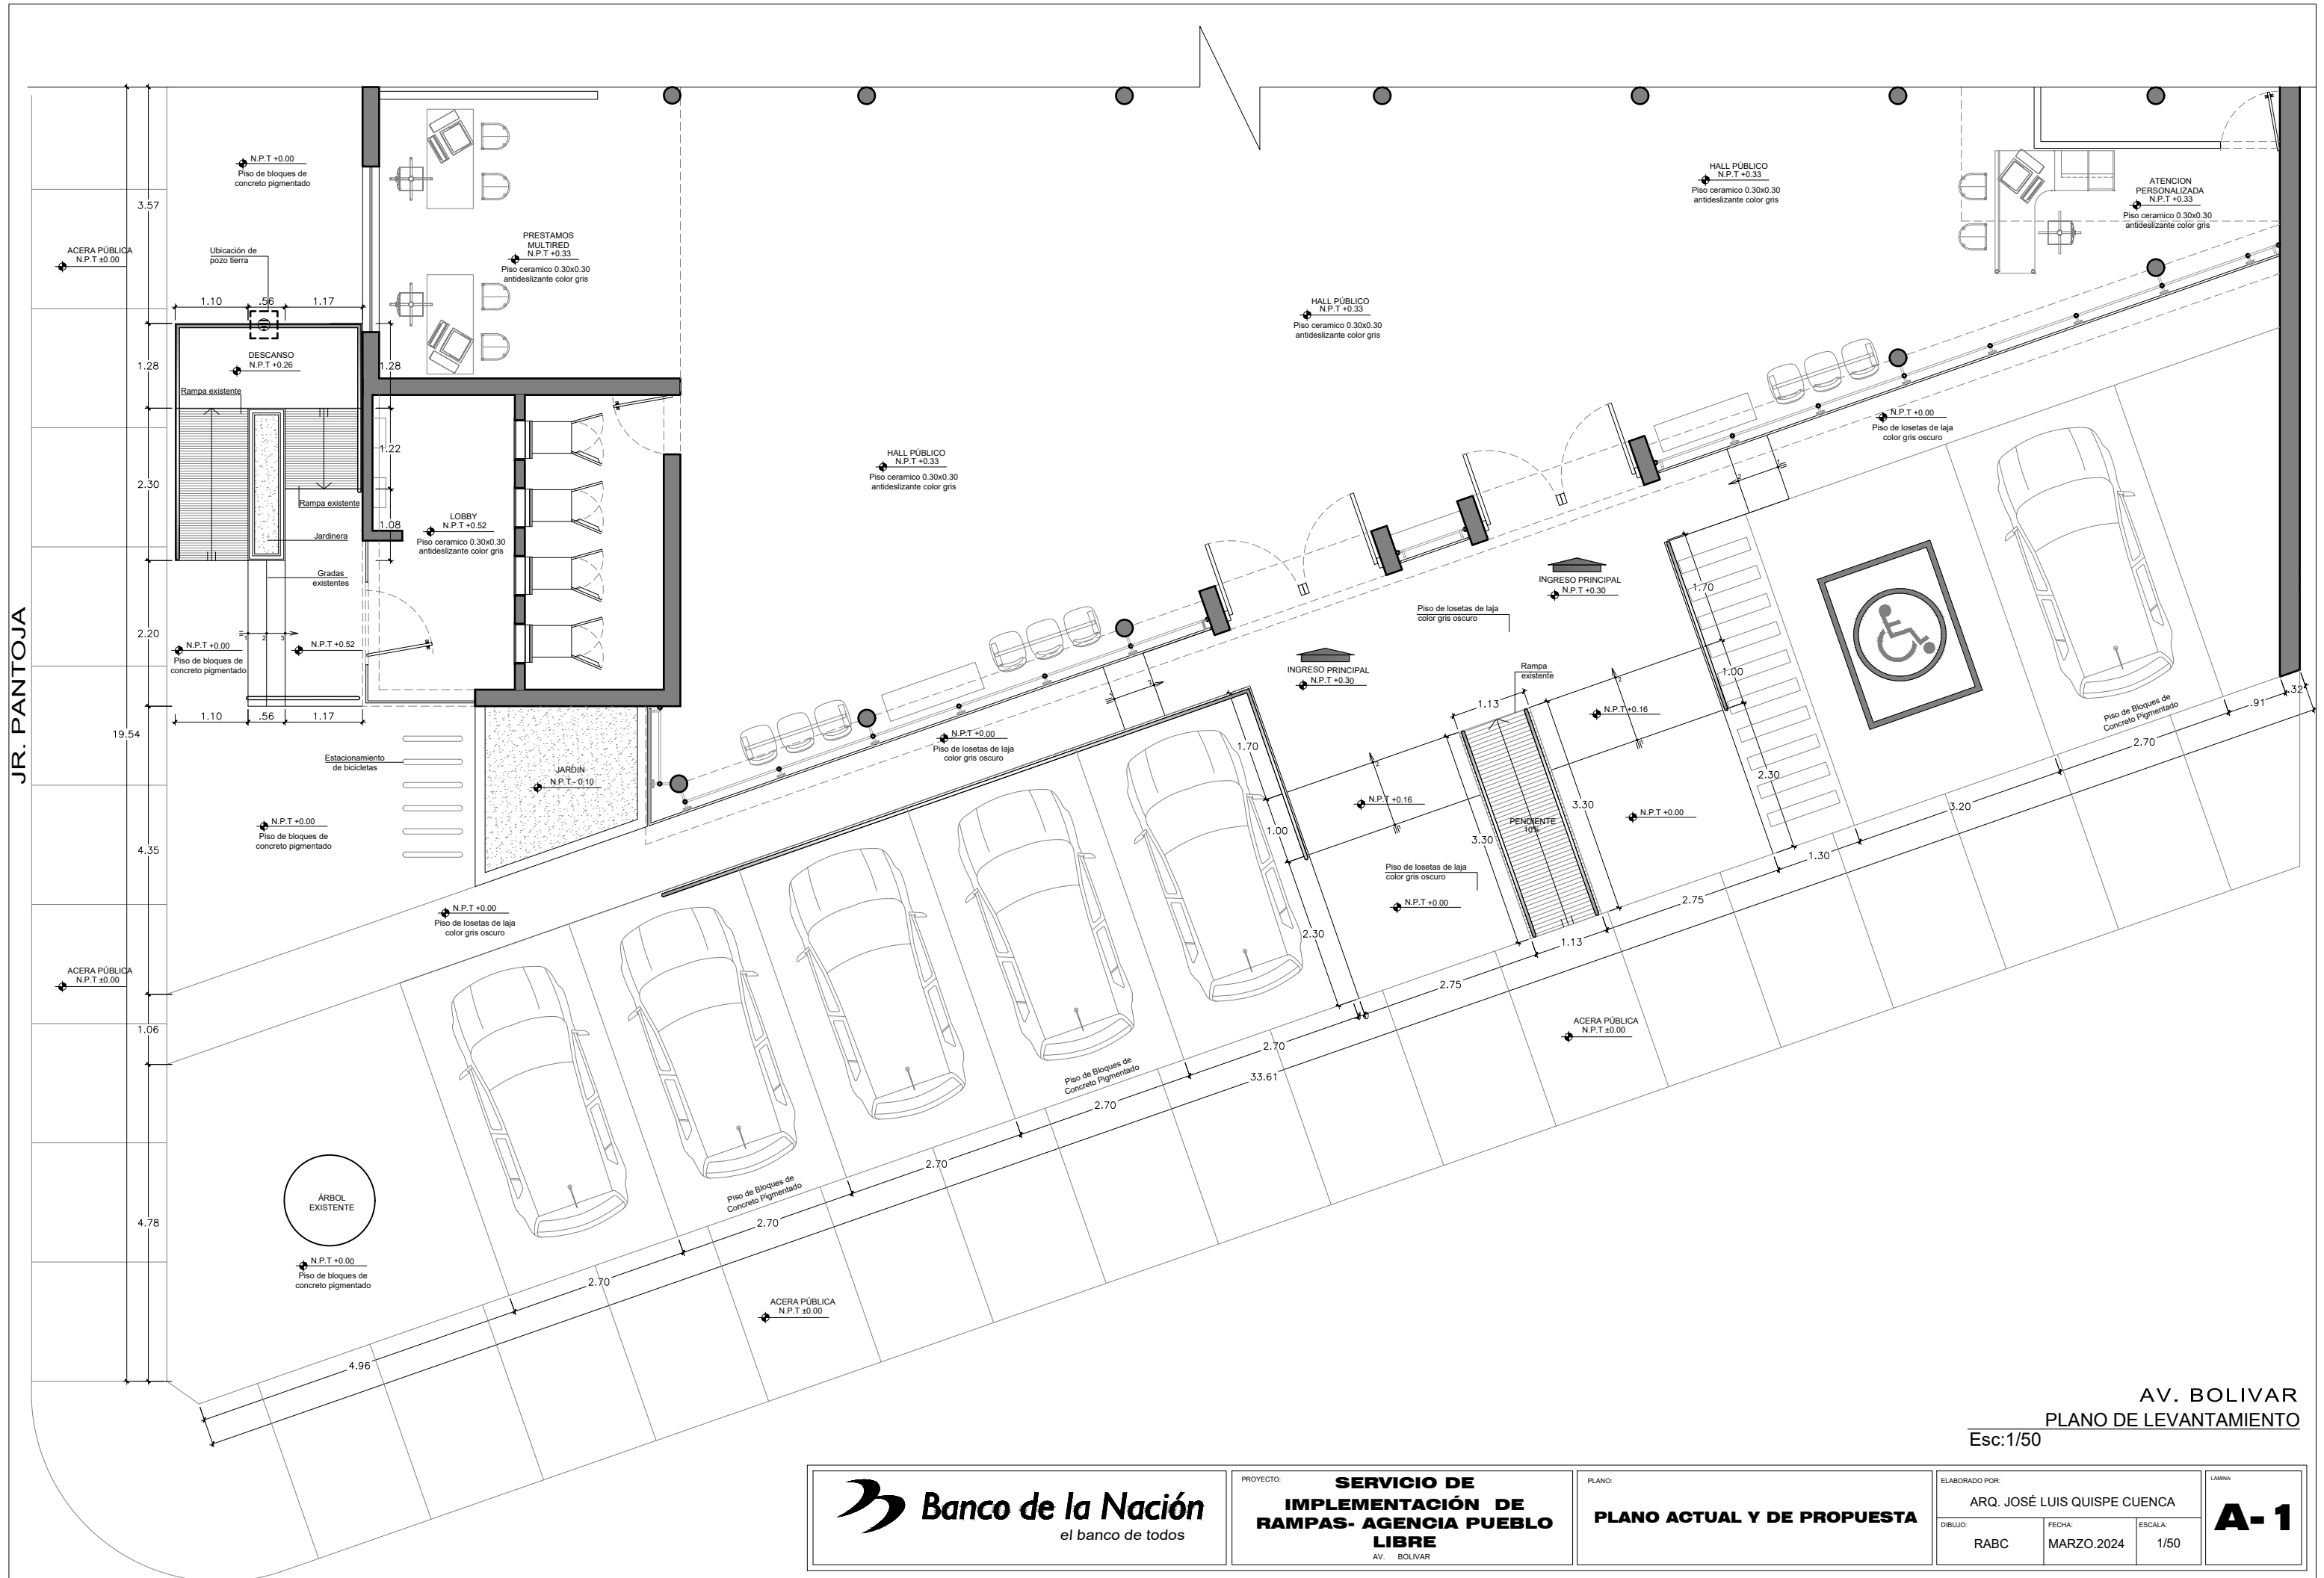 N.P.T +0.00
Piso de bloques de
concreto pigmentado
3.57
ACERA PÚBLICA
N.P.T ±0.00
Ubicación de
pozo tierra
1.10
.56
1.17
DESCANSO
N.P.T +0.26
1.28
1.28
Rampa existente
1.22
2.30
Rampa existente
1.08
Jardinera
Gradas
existentes
2.20
1
2
3
N.P.T +0.00
Piso de bloques de
concreto pigmentado
N.P.T +0.52
1.10
.56
1.17
19.54
JR. PANTOJA
Estacionamiento
de bicicletas
N.P.T +0.00
Piso de bloques de
concreto pigmentado
4.35
PRESTAMOS
MULTIRED
N.P.T +0.33
Piso ceramico 0.30x0.30
antideslizante color gris
LOBBY
N.P.T +0.52
Piso ceramico 0.30x0.30
antideslizante color gris
JARDIN
N.P.T - 0.10
HALL PÚBLICO
N.P.T +0.33
Piso ceramico 0.30x0.30
antideslizante color gris
HALL PÚBLICO
N.P.T +0.33
Piso ceramico 0.30x0.30
antideslizante color gris
HALL PÚBLICO
N.P.T +0.33
Piso ceramico 0.30x0.30
antideslizante color gris
ATENCION
PERSONALIZADA
N.P.T +0.33
Piso ceramico 0.30x0.30
antideslizante color gris
N.P.T +0.00
Piso de losetas de laja
color gris oscuro
INGRESO PRINCIPAL
N.P.T +0.30
Piso de losetas de laja
color gris oscuro
INGRESO PRINCIPAL
N.P.T +0.30
Rampa
existente
1.13
N.P.T +0.16
1.70
1.00
2.30
N.P.T +0.00
Piso de losetas de laja
color gris oscuro
1.70
1.00
2.30
N.P.T +0.16
3.30
PENDIENTE
10%
3.30
N.P.T +0.00
Piso de losetas de laja
color gris oscuro
N.P.T +0.00
Piso de Bloques de
Concreto Pigmentado
.32
.91
2.70
3.20
1.30
2.75
1.13
2.75
2.70
33.61
2.70
2.70
2.70
2.70
4.96
Piso de Bloques de
Concreto Pigmentado
Piso de Bloques de
Concreto Pigmentado
N.P.T +0.00
Piso de losetas de laja
color gris oscuro
ACERA PÚBLICA
N.P.T ±0.00
1.06
4.78
ÁRBOL
EXISTENTE
N.P.T +0.00
Piso de bloques de
concreto pigmentado
ACERA PÚBLICA
N.P.T ±0.00
ACERA PÚBLICA
N.P.T ±0.00
AV. BOLIVAR
PLANO DE LEVANTAMIENTO
Esc:1/50
Banco de la Nación
el banco de todos
PROYECTO:
SERVICIO DE
IMPLEMENTACIÓN DE
RAMPAS- AGENCIA PUEBLO
LIBRE
AV. BOLIVAR
PLANO:
PLANO ACTUAL Y DE PROPUESTA
ELABORADO POR:
ARQ. JOSÉ LUIS QUISPE CUENCA
DIBUJO:
RABC
FECHA:
MARZO.2024
ESCALA:
1/50
LÁMINA:
A- 1